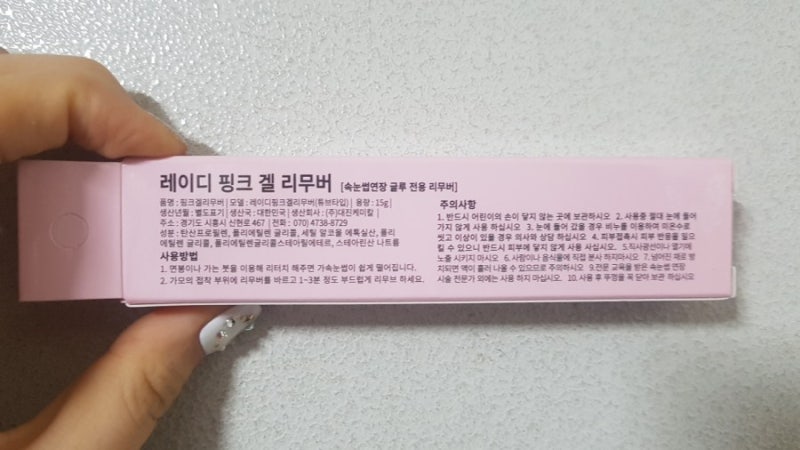 레이디 핑크 겔 리무버 [속눈썹연장 글루 전용 리무버]
품명 : 핑크겔리무버 | 모델 : 레이디핑크겔리무버(튜브타입) | 용량 : 15g |
생산년월 : 별도표기 | 생산국 : 대한민국 | 생산회사 : (주)대진케미칼 |
주소 : 경기도 시흥시 신현로 467 | 전화 : 070) 4738-8729
성분 : 탄산프로필렌, 폴리에틸렌 글리콜, 세틸 알코올 에톡실산, 폴리
에틸렌 글리콜, 폴리에틸렌글리콜스테아릴에테르, 스테아린산 나트륨
사용방법
1. 면봉이나 가는 붓을 이용해 리터치 해주면 가속눈썹이 쉽게 떨어집니다.
2. 가모의 접착 부위에 리무버를 바르고 1~3분 정도 부드럽게 리무브 하세요.
주의사항
1. 반드시 어린이의 손이 닿지 않는 곳에 보관하시오 2. 사용중 절대 눈에 들어
가지 않게 사용 하십시오 3. 눈에 들어 갔을 경우 비누를 이용하여 미온수로
씻고 이상이 있을 경우 의사와 상담 하십시오 4. 피부접촉시 피부 반응을 일으
킬 수 있으니 반드시 피부에 닿지 않게 사용 사십시오. 5.직사광선이나 열기에
노출 시키지 마시오 6. 사람이나 음식물에 직접 분사 하지마시오 7. 넘어진 채로 방
치되면 액이 흘러 나올 수 있으므로 주의하시오 9.전문 교육을 받은 속눈썹 연장
시술 전문가 외에는 사용 하지 마십시오. 10. 사용 후 뚜껑을 꼭 닫아 보관 하십시오